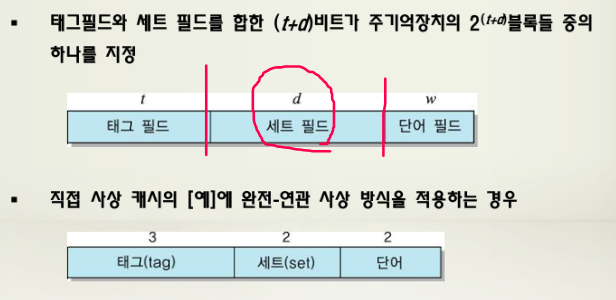 ▪ 태그필드와 세트 필드를 합한 (t+d)비트가 주기억장치의 2(t+d)블록들 중의
하나를 지정
t d w
태그 필드 세트 필드 단어 필드
▪ 직접 사상 캐시의 [예]에 완전-연관 사상 방식을 적용하는 경우
3 2 2
태그(tag) 세트(set) 단어